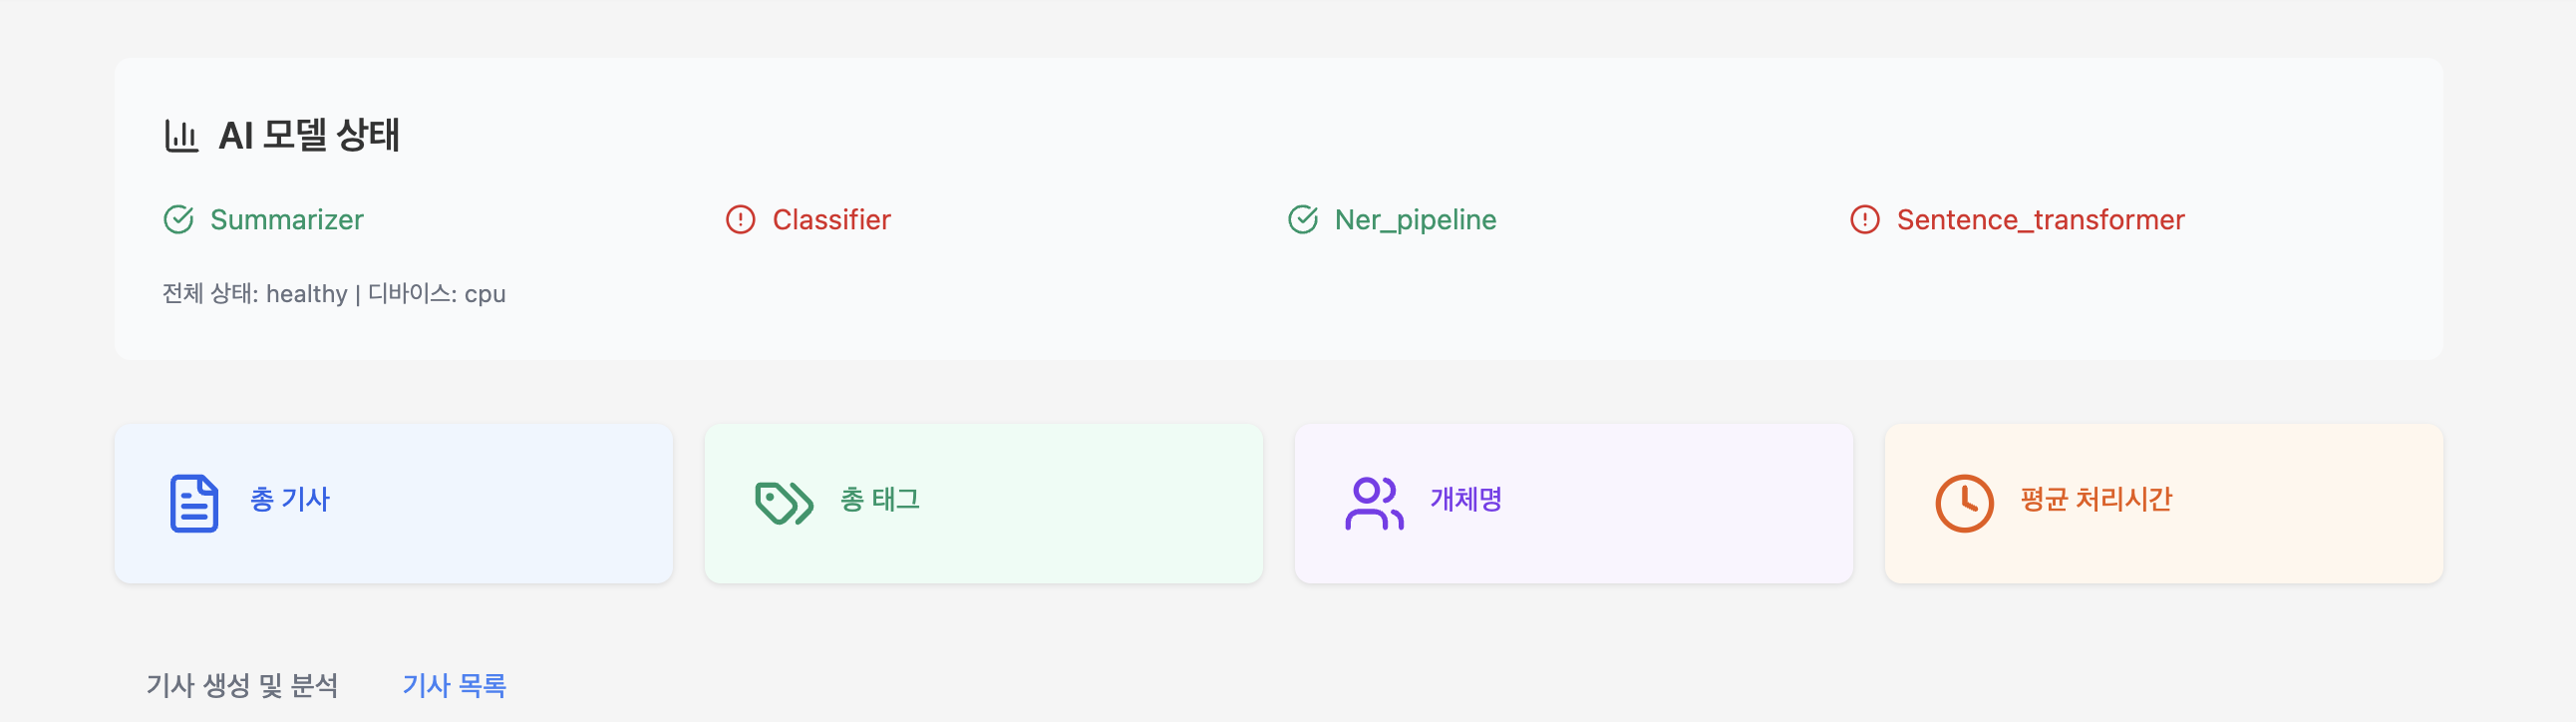 AI 모델 상태
Summarizer
Classifier
Ner_pipeline
Sentence_transformer
전체 상태: healthy | 디바이스: cpu
총 기사
총 태그
개체명
평균 처리시간
기사 생성 및 분석
기사 목록